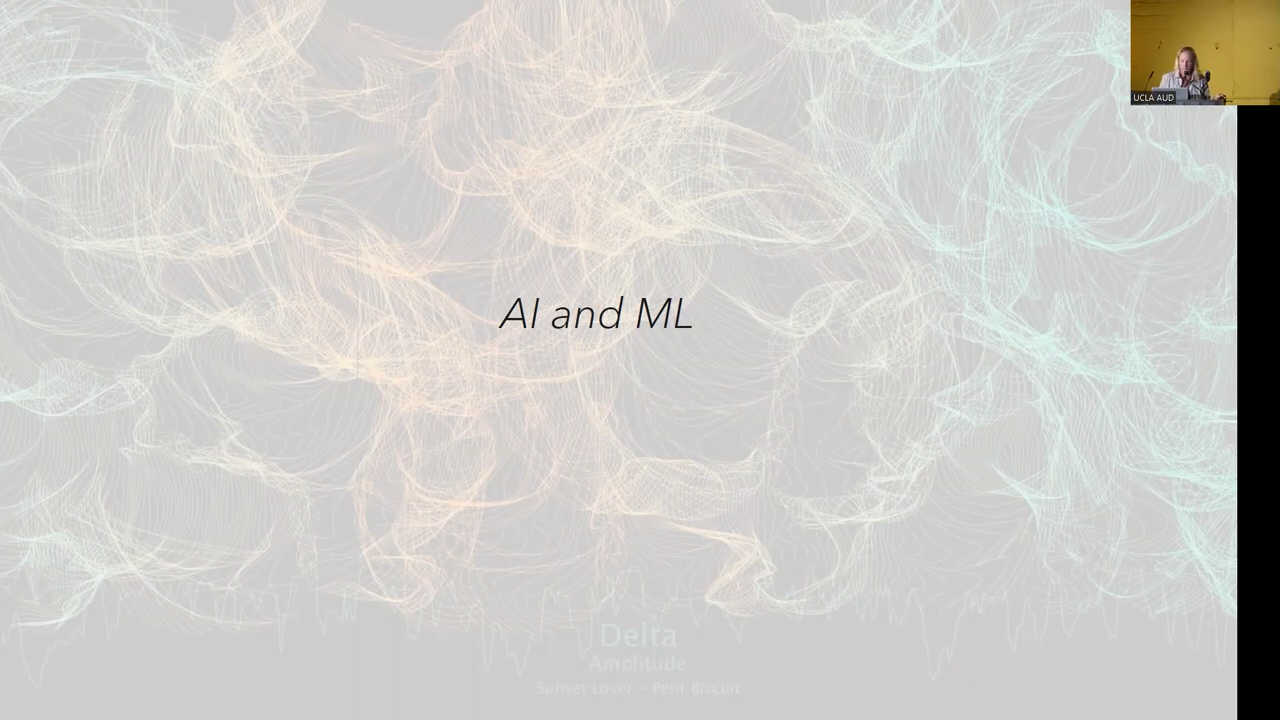 UCLA AUD
AI and ML
Delta
Amplitude
Sunset Lover - Petit Biscuit